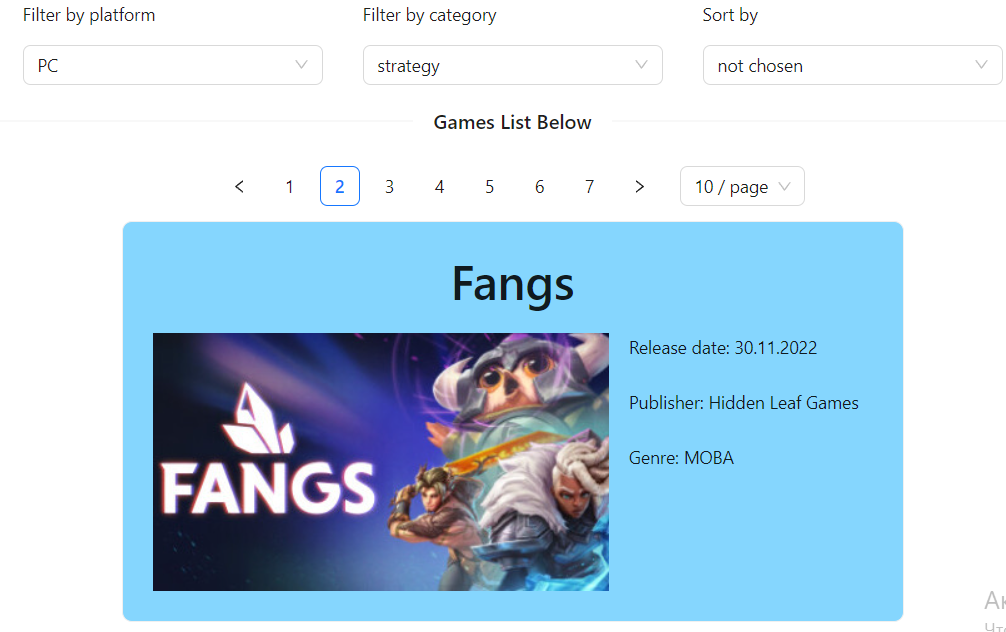 Filter by platform
Filter by category
Sort by
PC
strategy
not chosen
Games List Below
1 2 3 4 5 6 7 10 / page
Fangs
Release date: 30.11.2022
Publisher: Hidden Leaf Games
Genre: MOBA
FANGS